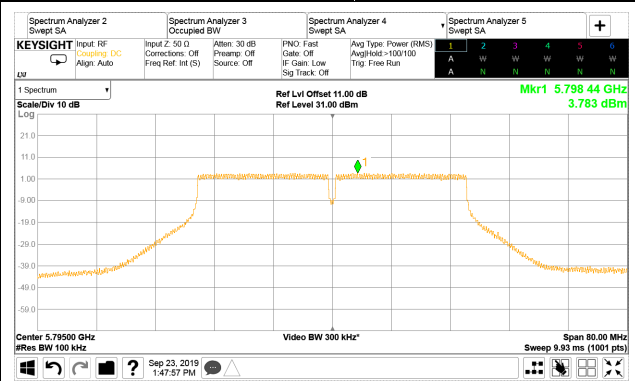 Spectrum Analyzer 2
Swept SA
Spectrum Analyzer 3
Occupied BW
Spectrum Analyzer 4
Swept SA
Spectrum Analyzer 5
Swept SA
+
KEYSIGHT
Input: RF
Coupling: DC
Align: Auto
Input Z: 50 Ω
Corrections: Off
Freq Ref: Int (S)
Atten: 30 dB
Preamp: Off
Source: Off
PNO: Fast
Gate: Off
IF Gain: Low
Sig Track: Off
Avg Type: Power (RMS)
Avg|Hold:>100/100
Trig: Free Run
1 2 3 4 5 6
A W W W W W
A N N N N N
LXI
1 Spectrum
Scale/Div 10 dB
Log
Ref Lvl Offset 11.00 dB
Ref Level 31.00 dBm
Mkr1 5.798 44 GHz
3.783 dBm
21.0
11.0
1.00
-9.00
-19.0
-29.0
-39.0
-49.0
-59.0
1
Center 5.79500 GHz
#Res BW 100 kHz
Video BW 300 kHz*
Span 80.00 MHz
Sweep 9.93 ms (1001 pts)
?
Sep 23, 2019
1:47:57 PM